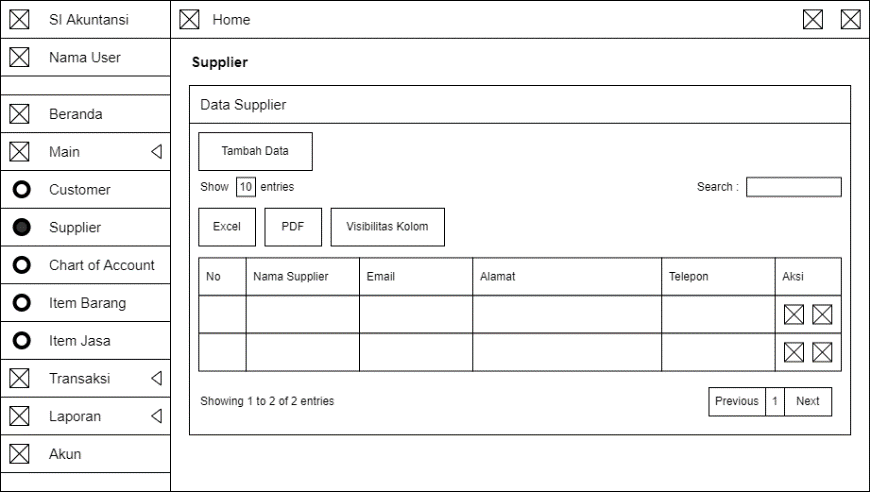 SI Akuntansi
Home
Nama User
Beranda
Main
Customer
Supplier
Chart of Account
Item Barang
Item Jasa
Transaksi
Laporan
Akun
Supplier
Data Supplier
Tambah Data
Show 10 entries
Search :
Excel PDF Visibilitas Kolom
No Nama Supplier Email Alamat Telepon Aksi
Showing 1 to 2 of 2 entries
Previous 1 Next